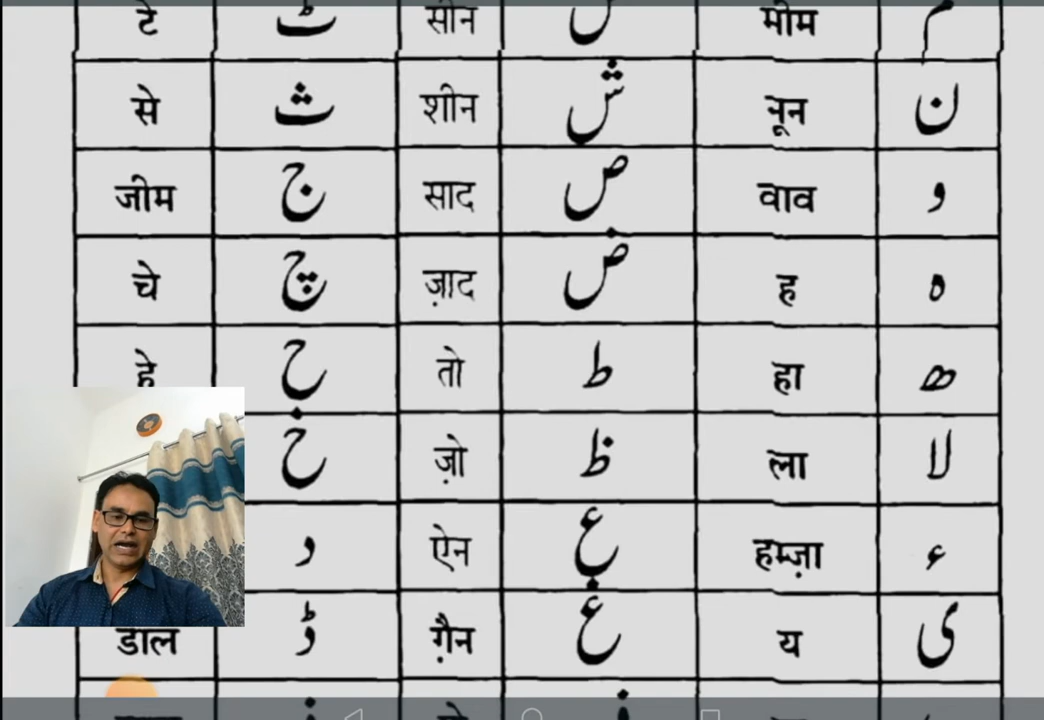 टे ٹ सीन س मीम م
से ث शीन ش नून ن
जीम ج साद ص वाव و
चे چ ज़ाद ض ह ہ
हे ح तो ط हा ھ
خ ज़ो ظ ला لا
د ऐन ع हम्ज़ा ء
डाल ڈ ग़ैन غ य ی